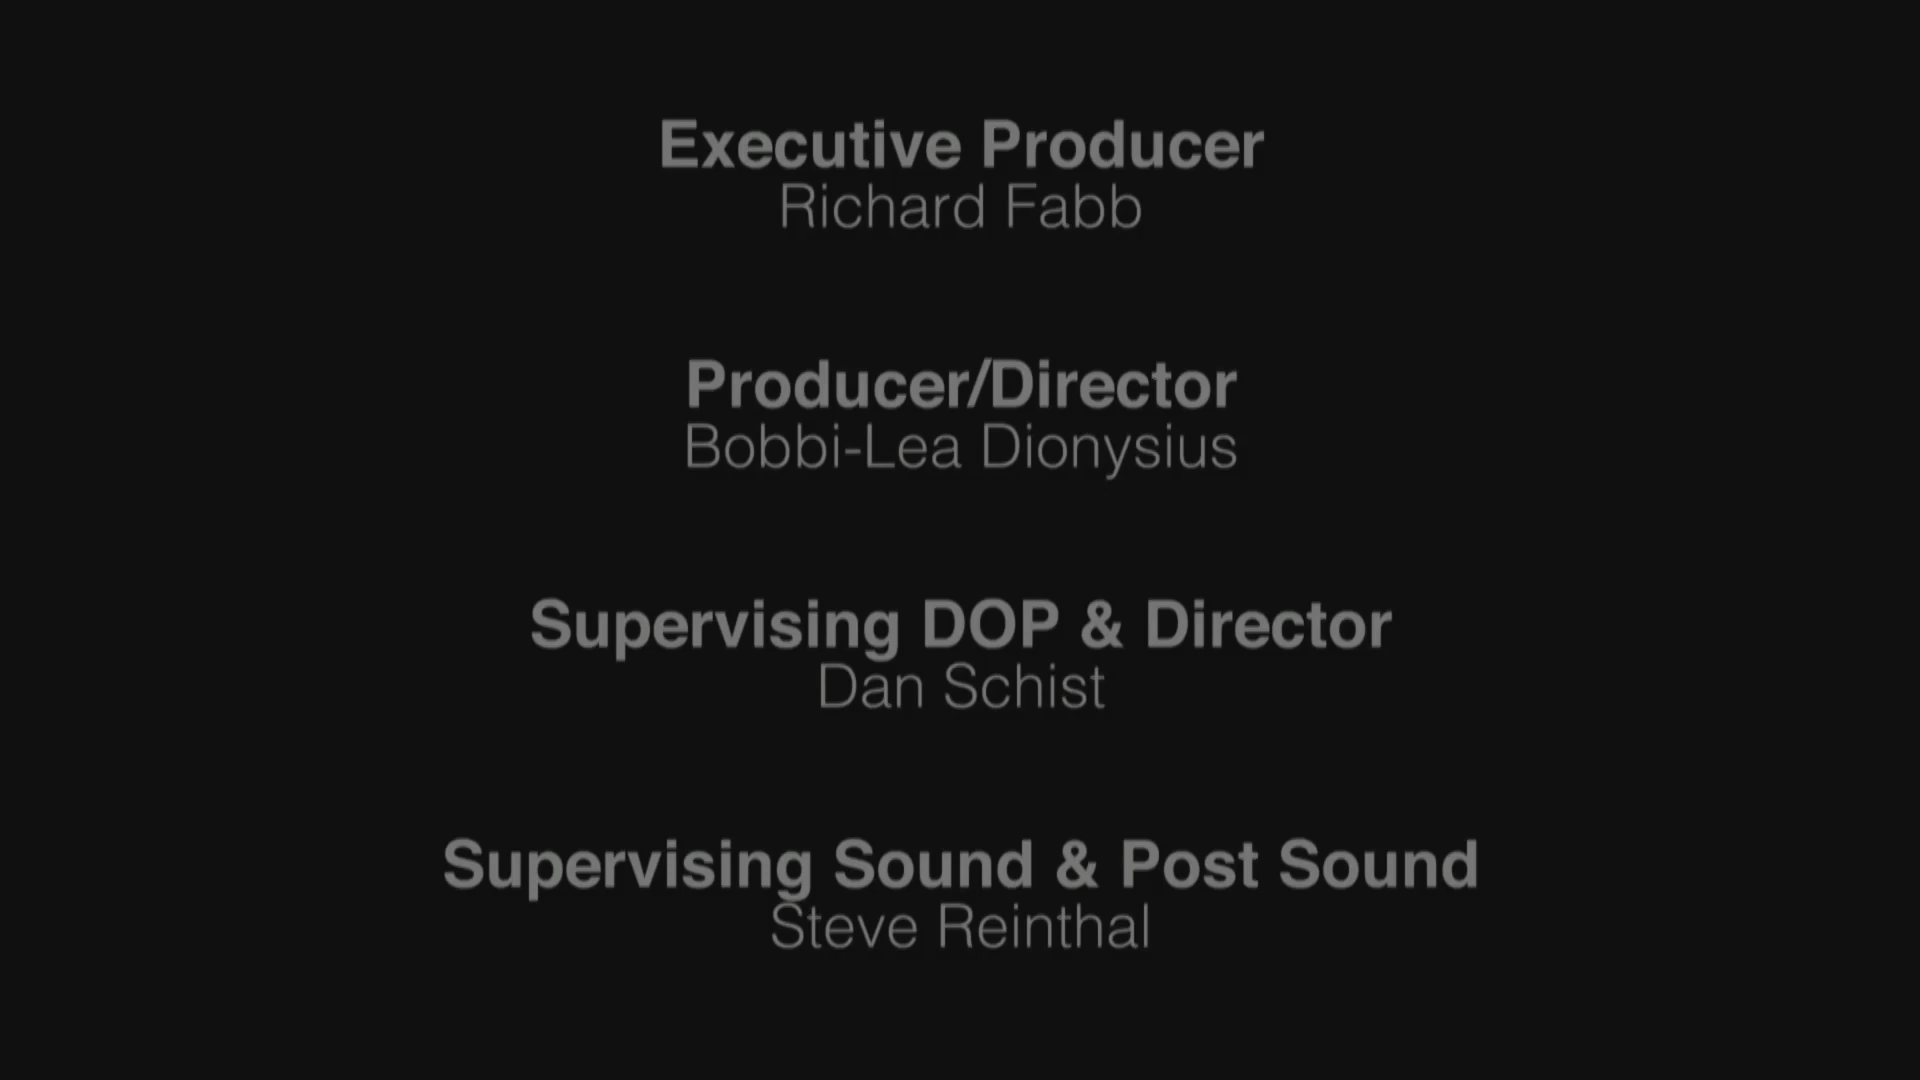 Executive Producer
Richard Fabb
Producer/Director
Bobbi-Lea Dionysius
Supervising DOP & Director
Dan Schist
Supervising Sound & Post Sound
Steve Reinthal